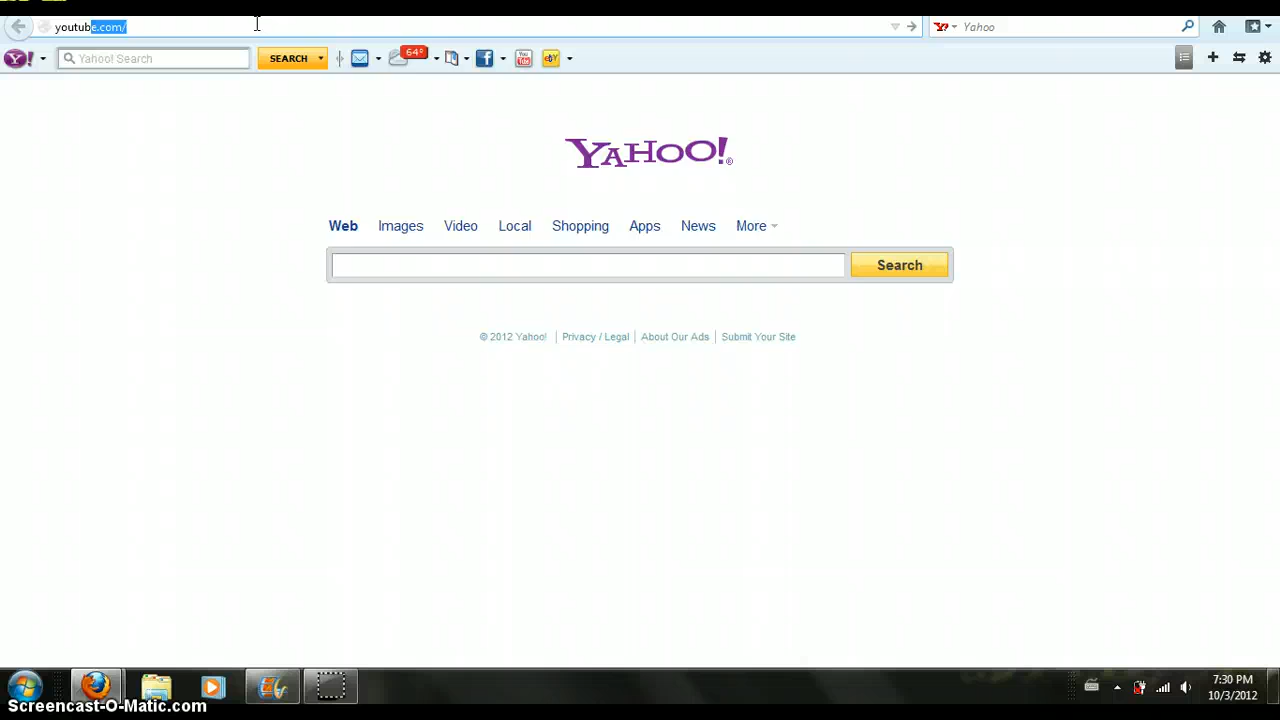 youtube.com/
Yahoo
Yahoo! Search
SEARCH
64°
YAHOO!®
Web Images Video Local Shopping Apps News More
Search
© 2012 Yahoo! | Privacy / Legal | About Our Ads | Submit Your Site
7:30 PM
10/3/2012
Screencast-O-Matic.com